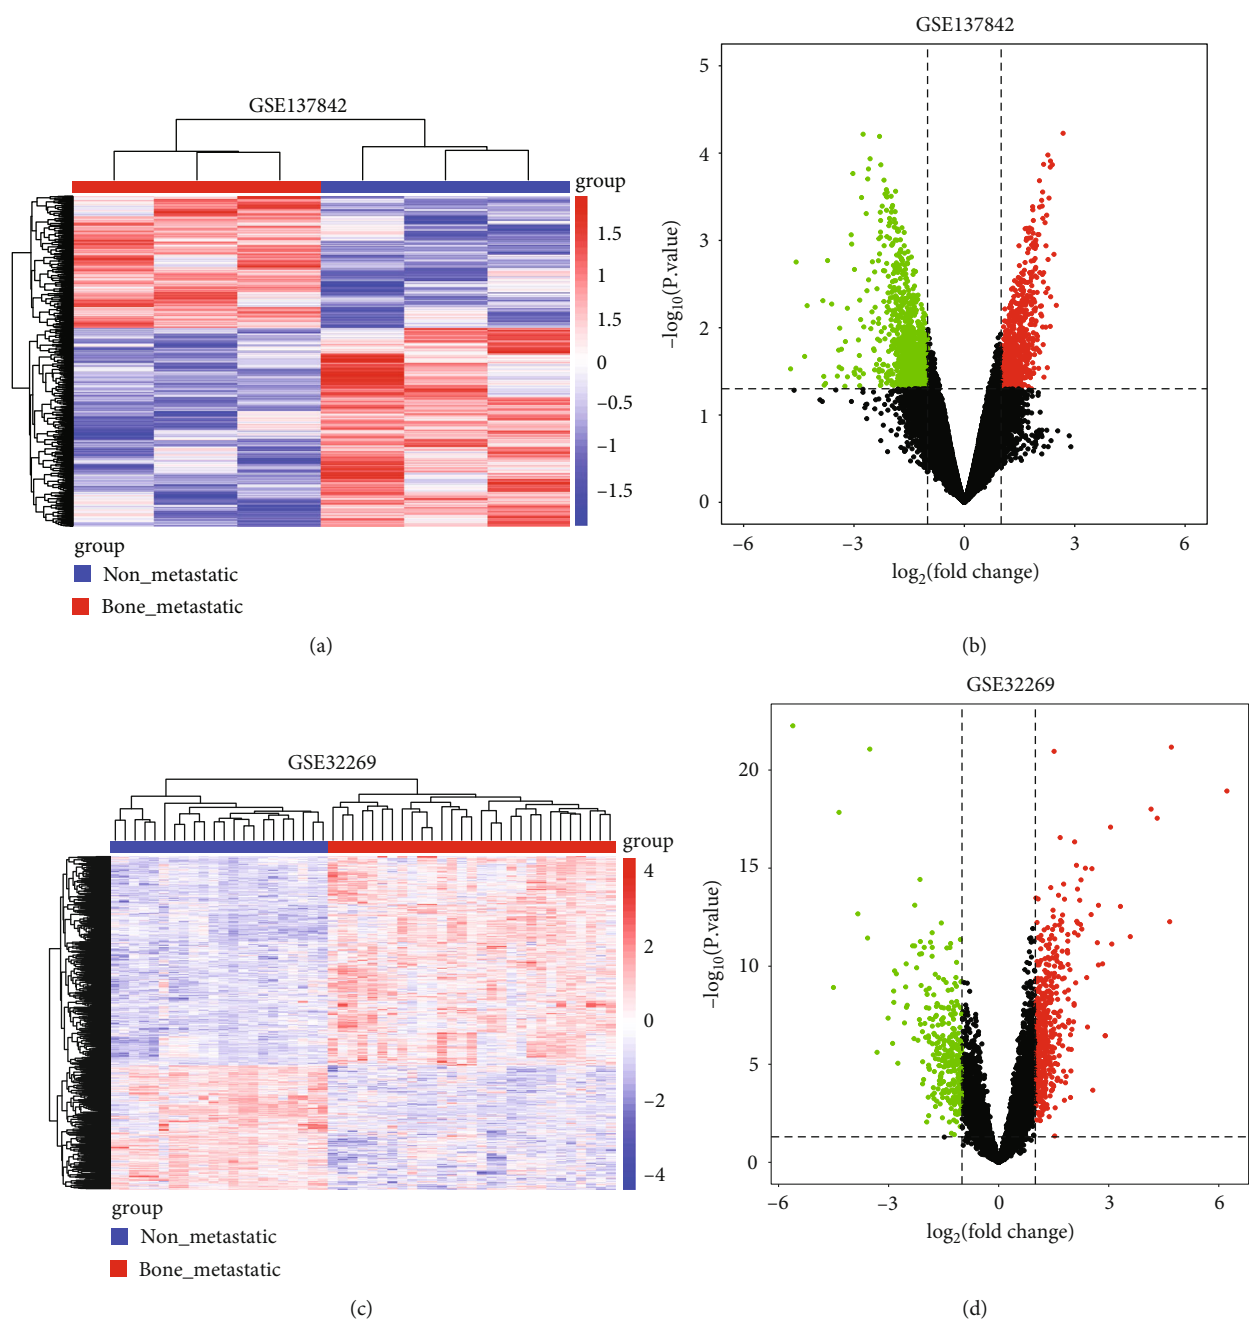 GSE137842
group
1.5
1
1.5
0
−0.5
−1
−1.5
group
Non_metastatic
Bone_metastatic
(a)
GSE137842
5
4
3
2
1
0
−log10(P.value)
−6
−3
0
3
6
log2(fold change)
(b)
GSE32269
group
4
2
0
−2
−4
group
Non_metastatic
Bone_metastatic
(c)
GSE32269
20
15
10
5
0
−log10(P.value)
−6
−3
0
3
6
log2(fold change)
(d)